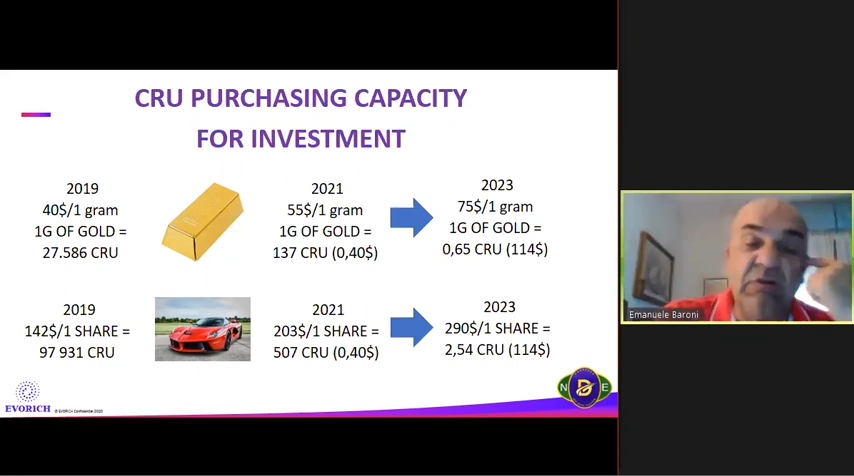 CRU PURCHASING CAPACITY
FOR INVESTMENT
2019
40$/1 gram
1G OF GOLD =
27.586 CRU
2021
55$/1 gram
1G OF GOLD =
137 CRU (0,40$)
2023
75$/1 gram
1G OF GOLD =
0,65 CRU (114$)
2019
142$/1 SHARE =
97 931 CRU
2021
203$/1 SHARE =
507 CRU (0,40$)
2023
290$/1 SHARE =
2,54 CRU (114$)
EVORICH
© EVORICH Confidential 2020
N E
Emanuele Baroni